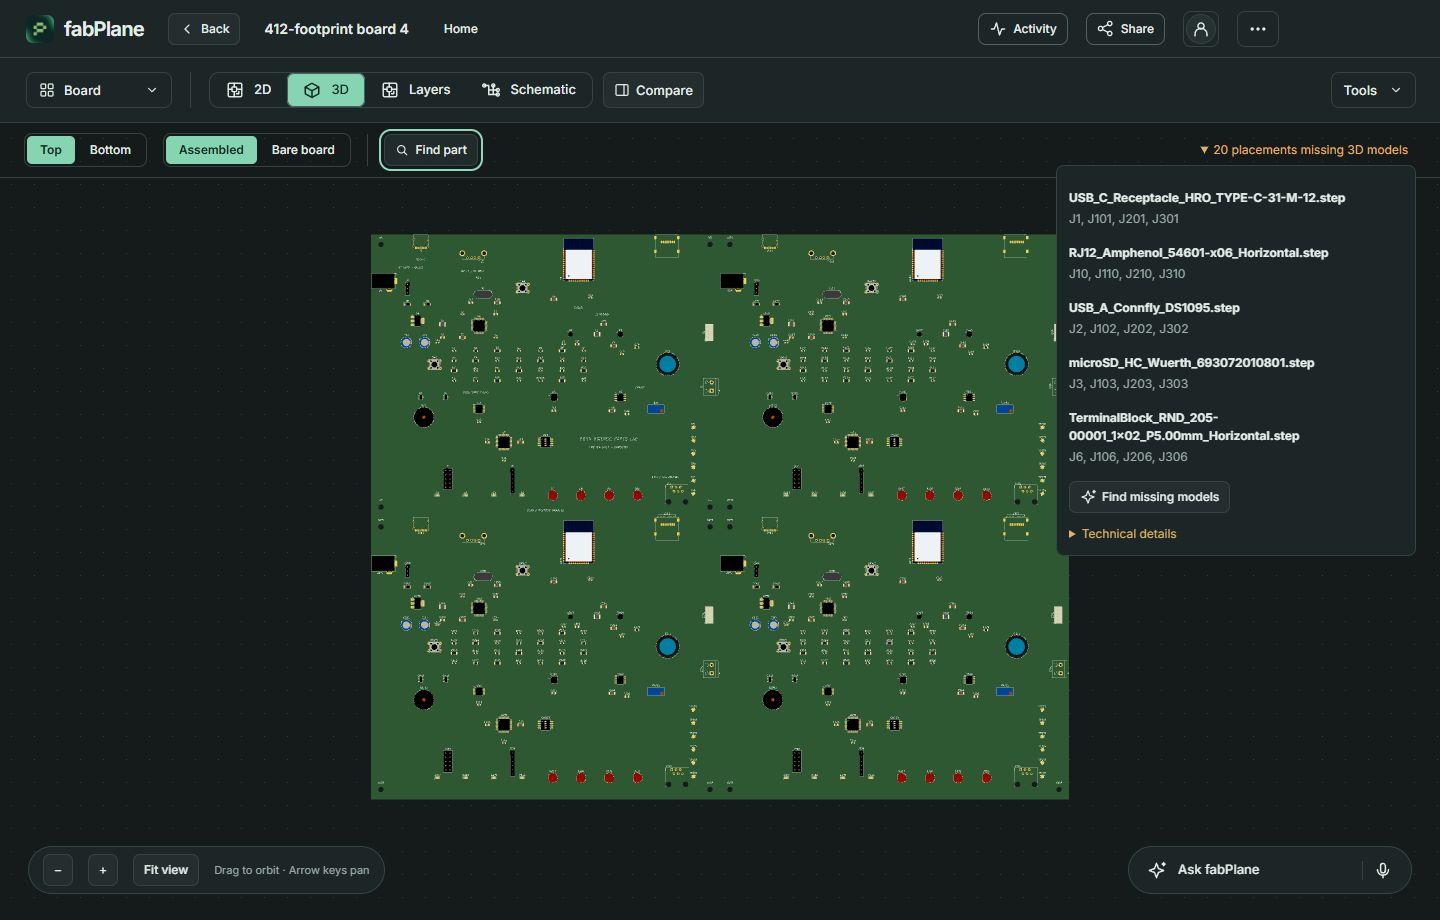 fabPlane
Back
412-footprint board 4
Home
Activity
Share
Board
2D
3D
Layers
Schematic
Compare
Tools
Top
Bottom
Assembled
Bare board
Find part
▼ 20 placements missing 3D models
USB_C_Receptacle_HRO_TYPE-C-31-M-12.step
J1, J101, J201, J301
RJ12_Amphenol_54601-x06_Horizontal.step
J10, J110, J210, J310
USB_A_Connfly_DS1095.step
J2, J102, J202, J302
microSD_HC_Wuerth_693072010801.step
J3, J103, J203, J303
TerminalBlock_RND_205-
00001_1x02_P5.00mm_Horizontal.step
J6, J106, J206, J306
Find missing models
▶ Technical details
Fit view
Drag to orbit · Arrow keys pan
Ask fabPlane